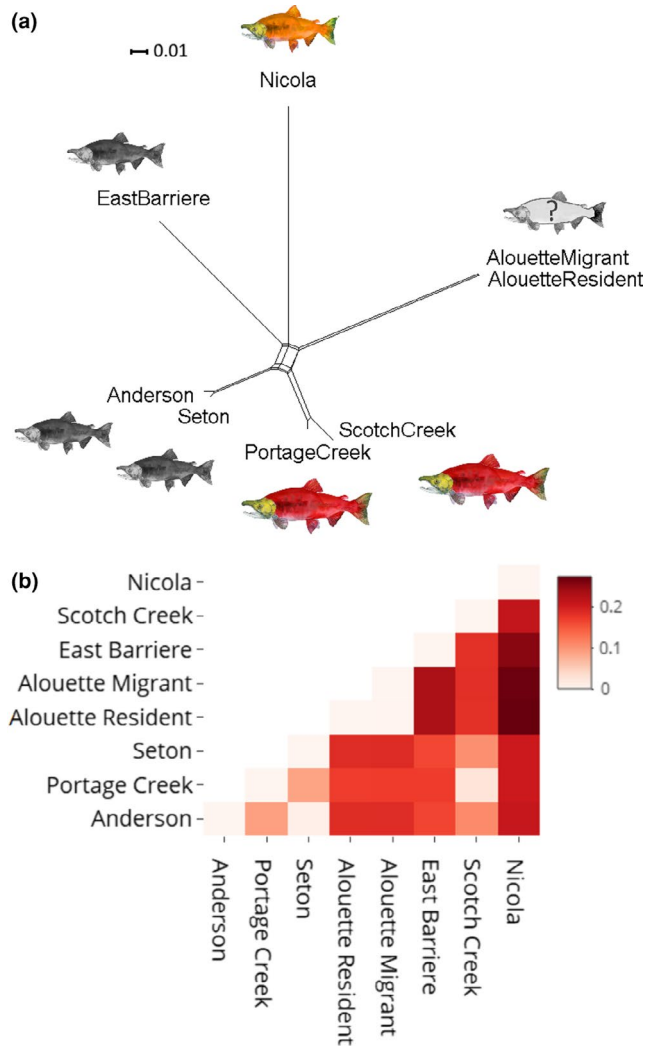 (a)
0.01
Nicola
EastBarriere
?
AlouetteMigrant
AlouetteResident
Anderson
Seton
ScotchCreek
PortageCreek
(b)
Nicola
Scotch Creek
East Barriere
Alouette Migrant
Alouette Resident
Seton
Portage Creek
Anderson
0.2
0.1
0
Anderson
Portage Creek
Seton
Alouette Resident
Alouette Migrant
East Barriere
Scotch Creek
Nicola